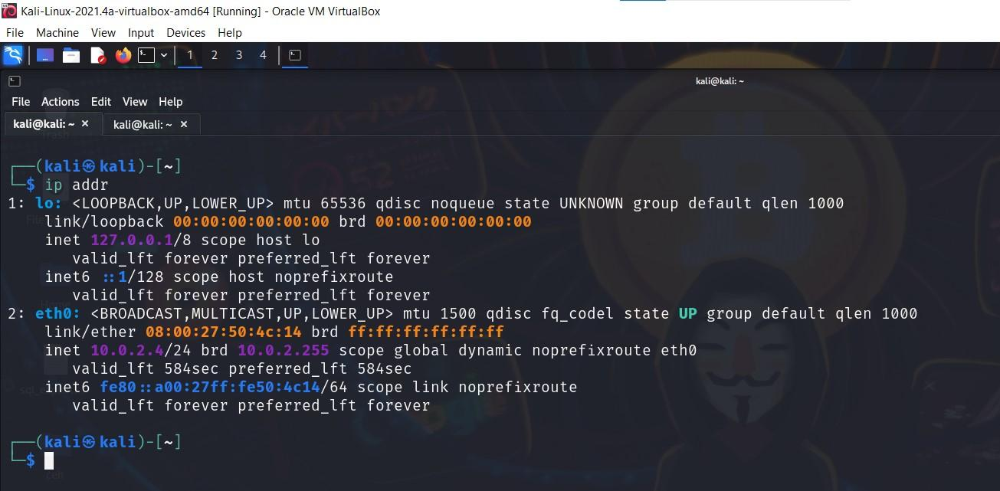 Kali-Linux-2021.4a-virtualbox-amd64 [Running] - Oracle VM VirtualBox
File Machine View Input Devices Help
1 2 3 4
kali@kali: ~
File Actions Edit View Help
kali@kali: ~ × kali@kali: ~ ×
Trash
┌──(kali㉿kali)-[~]
└─$ ip addr
1: lo: <LOOPBACK,UP,LOWER_UP> mtu 65536 qdisc noqueue state UNKNOWN group default qlen 1000
link/loopback 00:00:00:00:00:00 brd 00:00:00:00:00:00
inet 127.0.0.1/8 scope host lo
valid_lft forever preferred_lft forever
inet6 ::1/128 scope host noprefixroute
valid_lft forever preferred_lft forever
2: eth0: <BROADCAST,MULTICAST,UP,LOWER_UP> mtu 1500 qdisc fq_codel state UP group default qlen 1000
link/ether 08:00:27:50:4c:14 brd ff:ff:ff:ff:ff:ff
inet 10.0.2.4/24 brd 10.0.2.255 scope global dynamic noprefixroute eth0
valid_lft 584sec preferred_lft 584sec
inet6 fe80::a00:27ff:fe50:4c14/64 scope link noprefixroute
valid_lft forever preferred_lft forever
┌──(kali㉿kali)-[~]
└─$
ceh